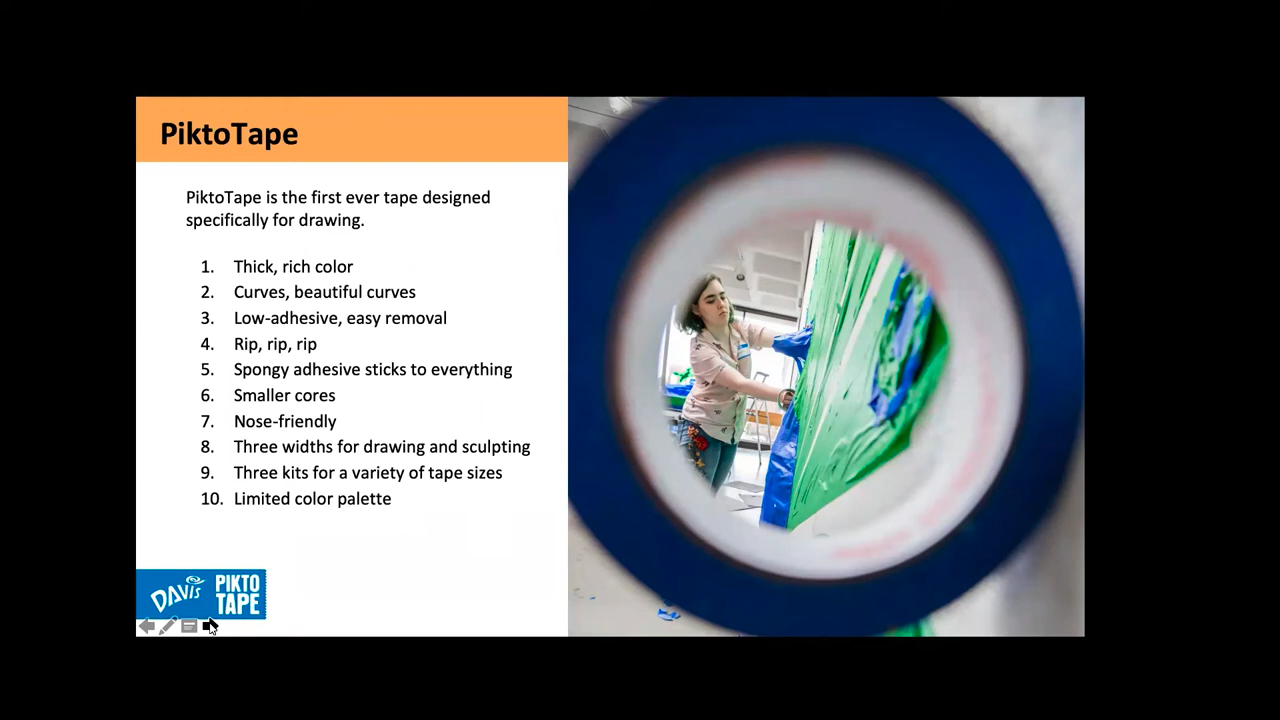 PiktoTape
PiktoTape is the first ever tape designed
specifically for drawing.
1. Thick, rich color
2. Curves, beautiful curves
3. Low-adhesive, easy removal
4. Rip, rip, rip
5. Spongy adhesive sticks to everything
6. Smaller cores
7. Nose-friendly
8. Three widths for drawing and sculpting
9. Three kits for a variety of tape sizes
10. Limited color palette
DAVIS
PIKTO
TAPE